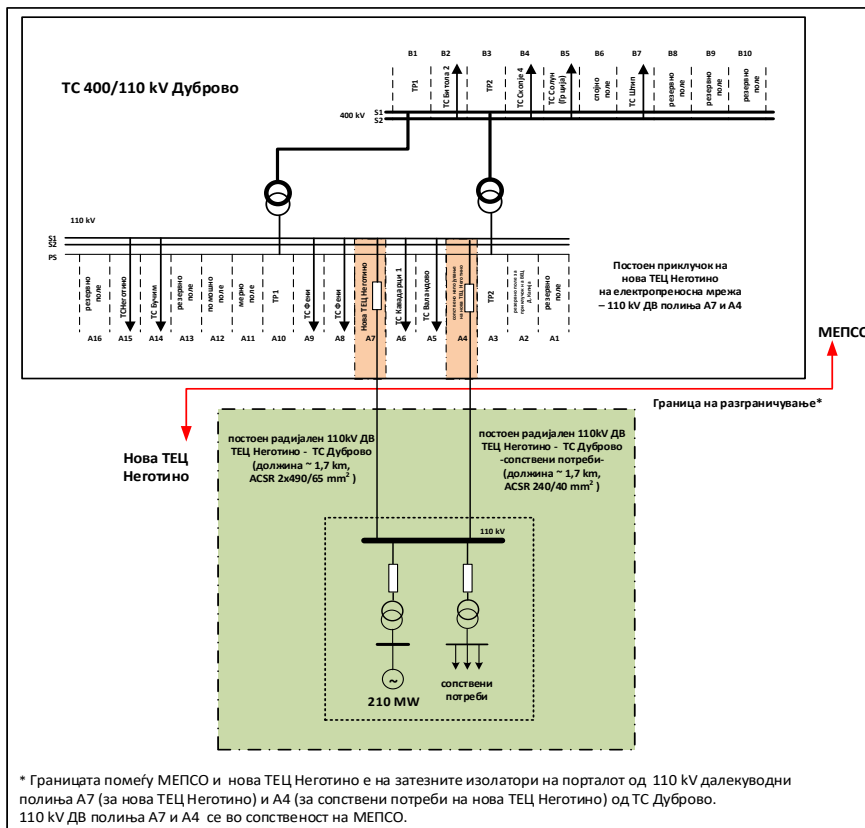 ТС 400/110 kV Дуброво
B1
B2
B3
B4
B5
B6
B7
B8
B9
B10
ТР1
ТС Битола 2
ТР2
ТС Скопје 4
ТС Солун
(Грција)
спојно
поле
ТС Штип
резервно
поле
резервно
поле
резервно
поле
400 kV
S1
S2
110 kV
S1
S2
PS
резервно
поле
ТСНеготино
ТС Бучим
резервно
поле
помошно
поле
мерно
поле
ТР1
ТС Фени
ТС Фени
Нова ТЕЦ Неготино
ТС Кавадарци 1
ТС Валандово
ТР2
резервно
поле
A16
A15
A14
A13
A12
A11
A10
A9
A8
A7
A6
A5
A4
A3
A2
A1
Постоен приклучок на
нова ТЕЦ Неготино
на електропреносна мрежа
– 110 kV ДВ полиња А7 и А4
МЕПСО
Граница на разграничување*
Нова ТЕЦ
Неготино
постоен радијален 110kV ДВ
ТЕЦ Неготино - ТС Дуброво
(должина ~ 1,7 km,
ACSR 2x490/65 mm² )
постоен радијален 110kV ДВ
ТЕЦ Неготино - ТС Дуброво
-сопствени потреби-
(должина ~ 1,7 km,
ACSR 240/40 mm² )
110 kV
~
210 MW
сопствени
потреби
* Границата помеѓу МЕПСО и нова ТЕЦ Неготино е на затезните изолатори на порталот од 110 kV далекуводни
полиња А7 (за нова ТЕЦ Неготино) и А4 (за сопствени потреби на нова ТЕЦ Неготино) од ТС Дуброво.
110 kV ДВ полиња А7 и А4 се во сопственост на МЕПСО.